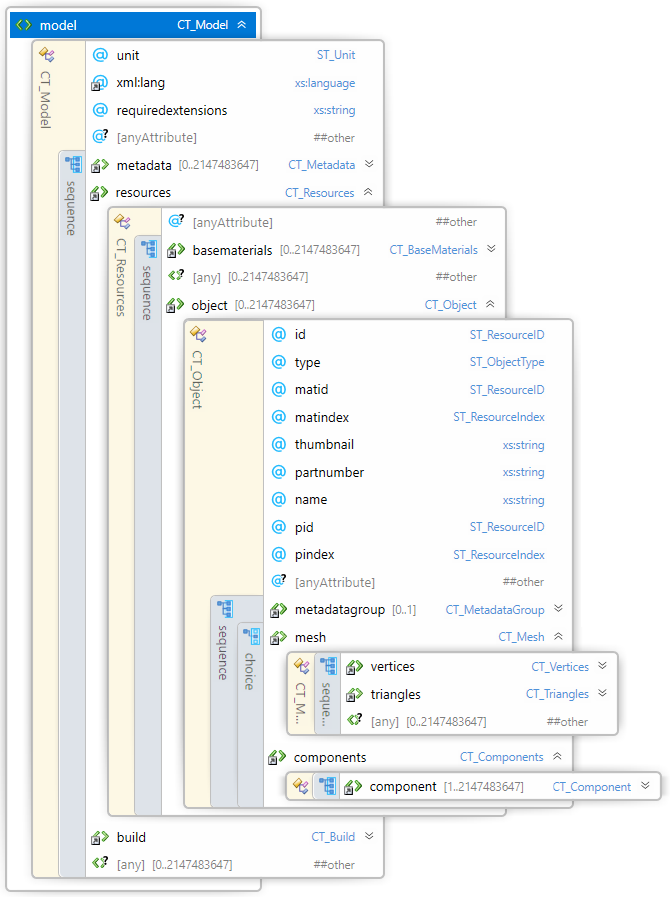 model CT_Model
CT_Model
@ unit ST_Unit
@ xml:lang xs:language
@ requiredextensions xs:string
@? [anyAttribute] ##other
sequence
metadata [0..2147483647] CT_Metadata
resources CT_Resources
CT_Resources
@? [anyAttribute] ##other
sequence
basematerials [0..2147483647] CT_BaseMaterials
[any] [0..2147483647] ##other
object [0..2147483647] CT_Object
CT_Object
@ id ST_ResourceID
@ type ST_ObjectType
@ matid ST_ResourceID
@ matindex ST_ResourceIndex
@ thumbnail xs:string
@ partnumber xs:string
@ name xs:string
@ pid ST_ResourceID
@ pindex ST_ResourceIndex
@? [anyAttribute] ##other
sequence
metadatagroup [0..1] CT_MetadataGroup
choice
mesh CT_Mesh
CT_M...
seque...
vertices CT_Vertices
triangles CT_Triangles
[any] [0..2147483647] ##other
components CT_Components
component [1..2147483647] CT_Component
build CT_Build
[any] [0..2147483647] ##other